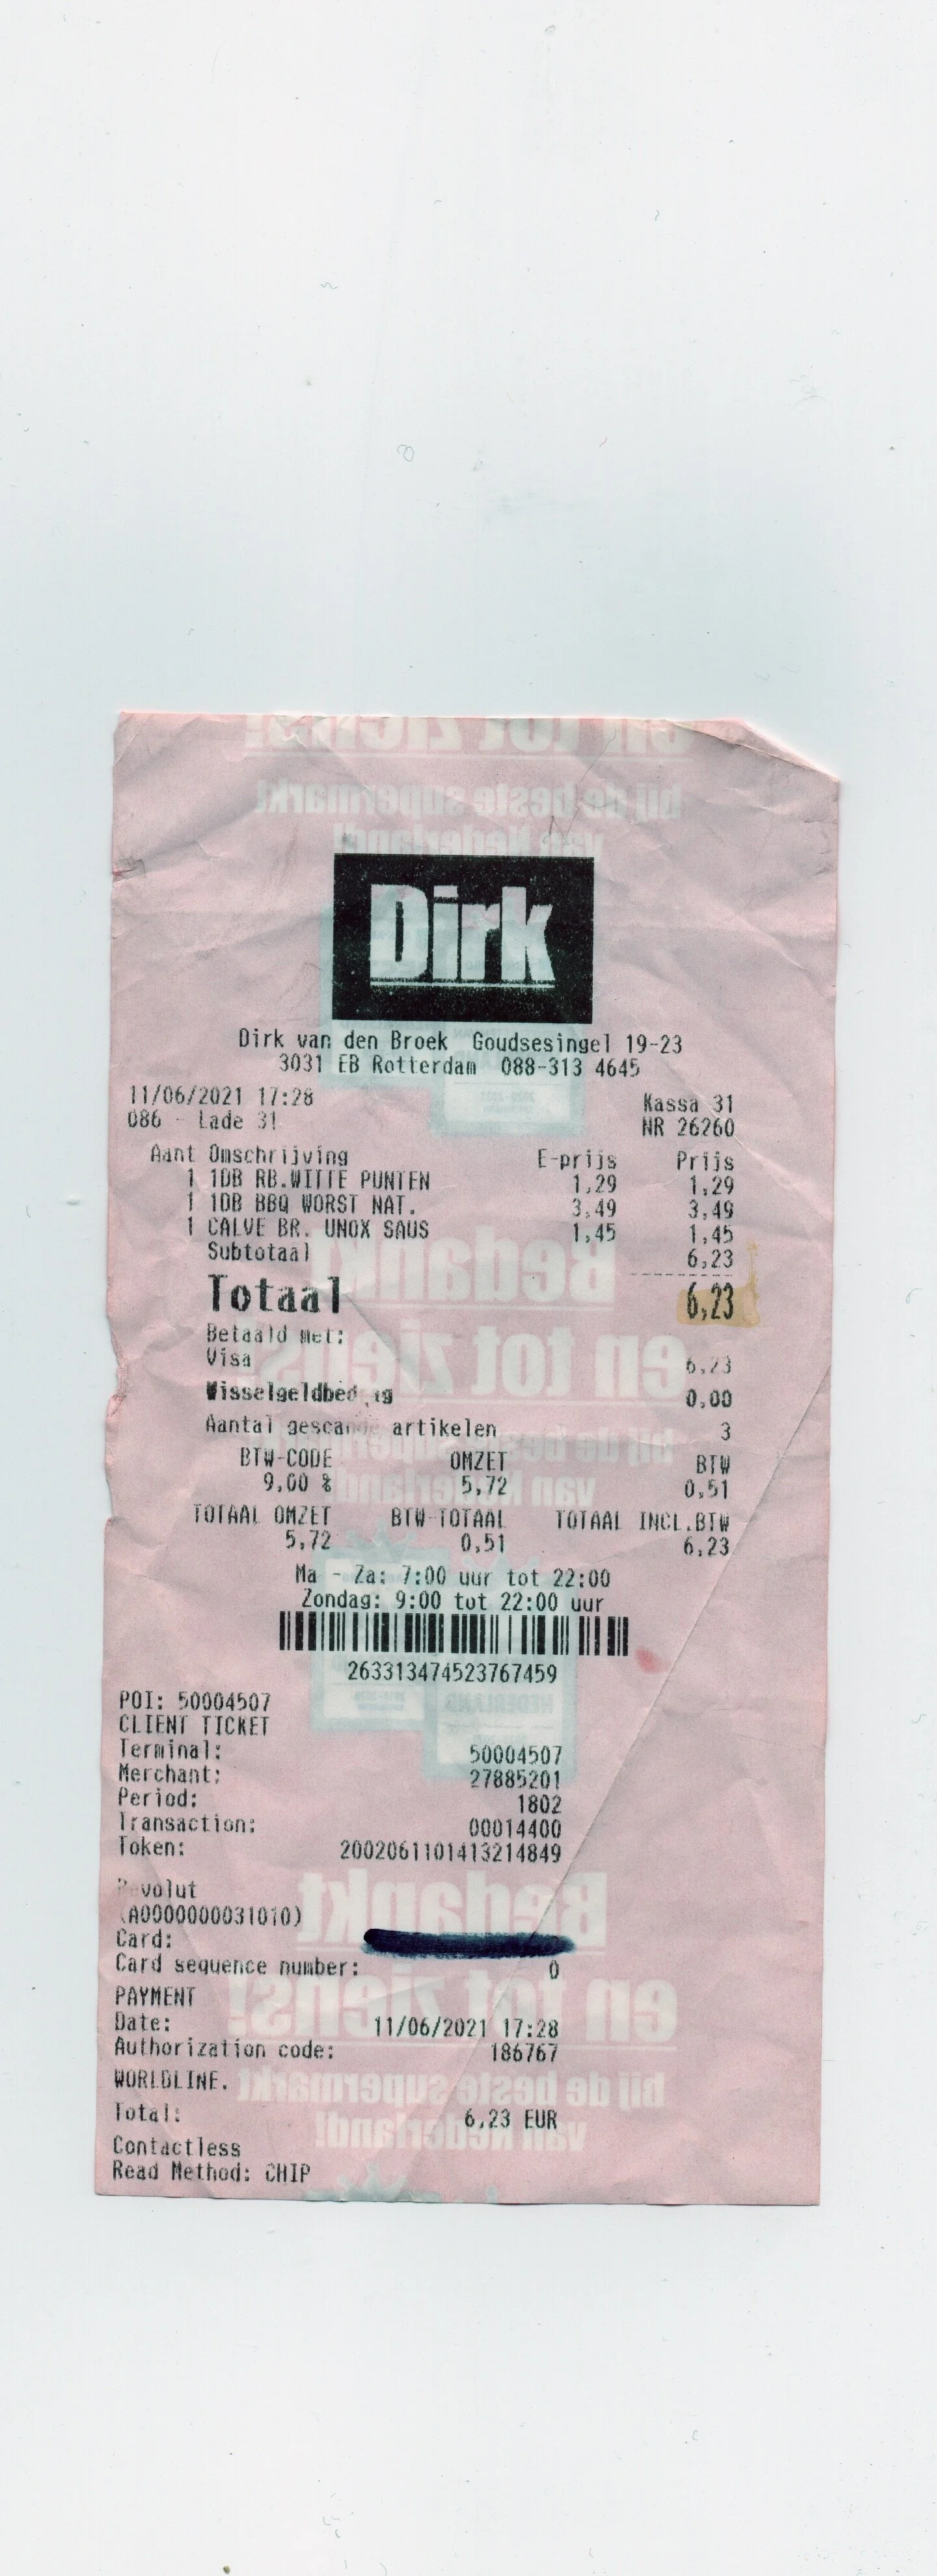 Dirk
Dirk van den Broek Goudsesingel 19-23
3031 EB Rotterdam 088-313 4645
11/06/2021 17:28 Kassa 31
086 - Lade 31 NR 26260
Aant Omschrijving E-prijs Prijs
1 1DB RB.WITTE PUNTEN 1,29 1,29
1 1DB BBQ WORST NAT. 3,49 3,49
1 CALVE BR. UNOX SAUS 1,45 1,45
Subtotaal 6,23
Totaal 6,23
Betaald met:
Visa 6,23
Wisselgeldbedrag 0,00
Aantal gescande artikelen 3
BTW-CODE OMZET BTW
9,00 % 5,72 0,51
TOTAAL OMZET BTW-TOTAAL TOTAAL INCL.BTW
5,72 0,51 6,23
Ma - Za: 7:00 uur tot 22:00
Zondag: 9:00 tot 22:00 uur
263313474523767459
POI: 50004507
CLIENT TICKET
Terminal: 50004507
Merchant: 27885201
Period: 1802
Transaction: 00014400
Token: 2002061101413214849
Revolut
(A0000000031010)
Card:
Card sequence number: 0
PAYMENT
Date: 11/06/2021 17:28
Authorization code: 186767
WORLDLINE.
Total: 6,23 EUR
Contactless
Read Method: CHIP